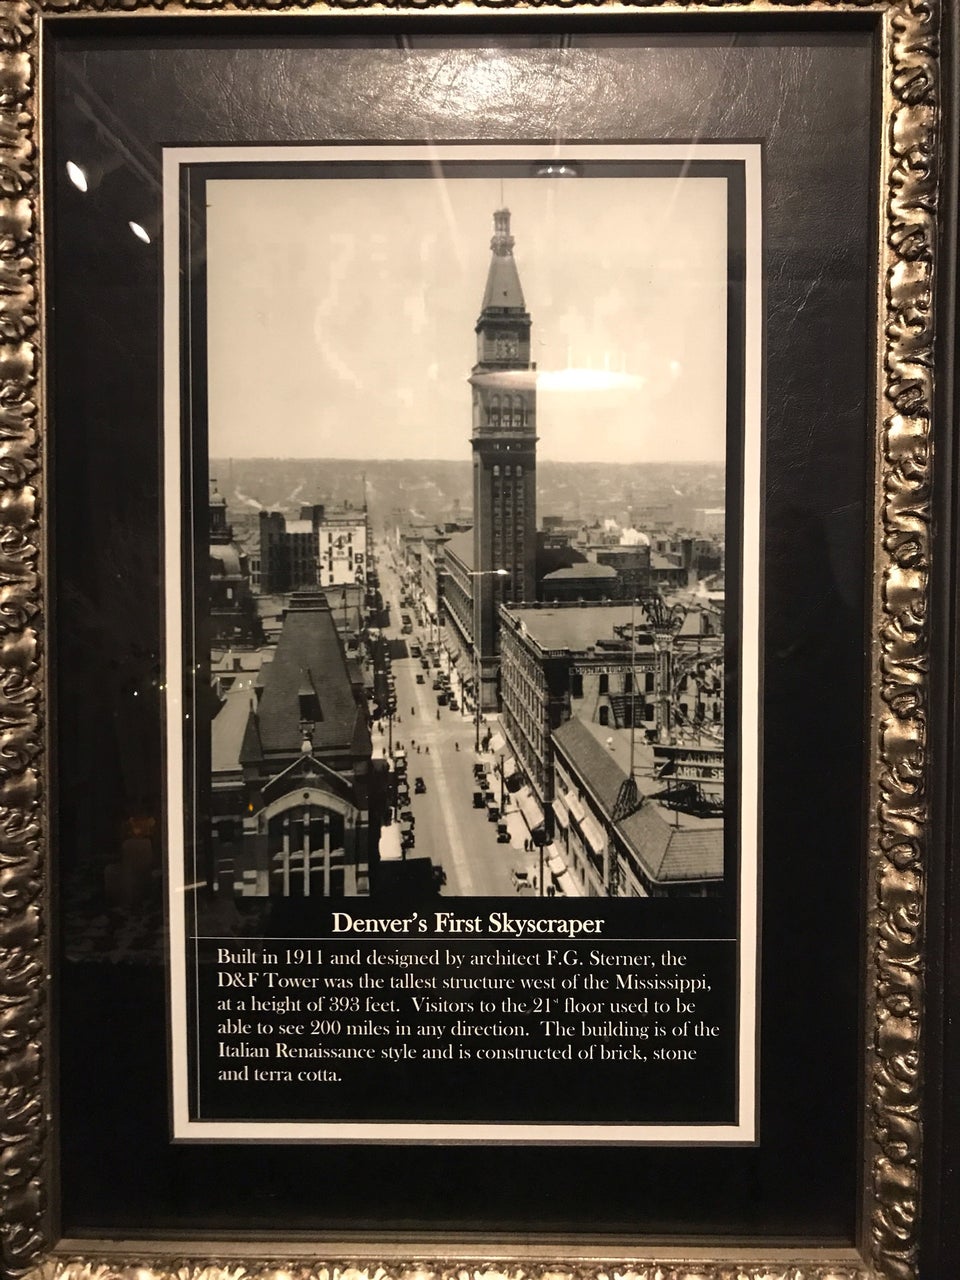 INDUSTRIAL BUILDING
Denver's First Skyscraper
Built in 1911 and designed by architect F.G. Sterner, the
D&F Tower was the tallest structure west of the Mississippi,
at a height of 393 feet. Visitors to the 21st floor used to be
able to see 200 miles in any direction. The building is of the
Italian Renaissance style and is constructed of brick, stone
and terra cotta.